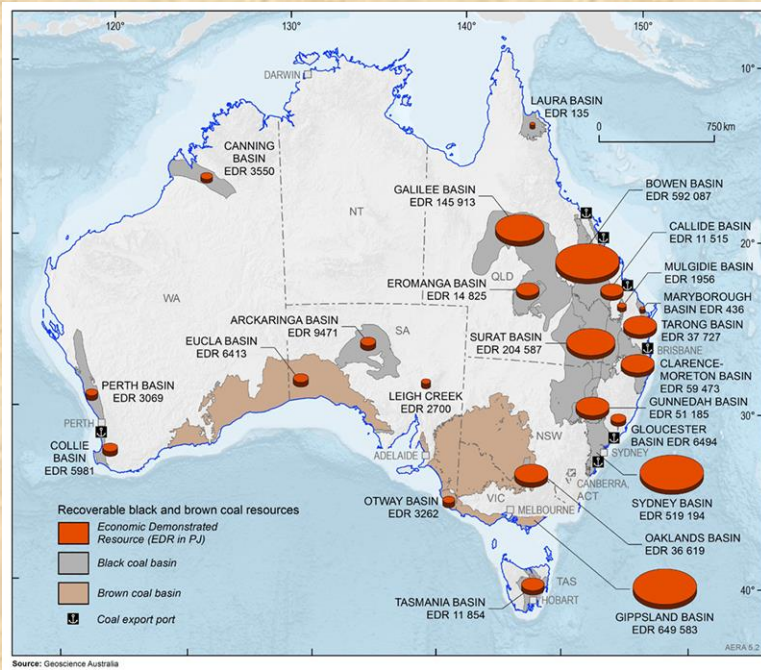 120°
130°
140°
150°
10°
20°
30°
40°
DARWIN
LAURA BASIN
EDR 135
0
750 km
CANNING
BASIN
EDR 3550
GALILEE BASIN
EDR 145 913
BOWEN BASIN
EDR 592 087
CALLIDE BASIN
EDR 11 515
NT
MULGIDIE BASIN
EDR 1956
QLD
EROMANGA BASIN
EDR 14 825
MARYBOROUGH
BASIN EDR 436
WA
TARONG BASIN
EDR 37 727
ARCKARINGA BASIN
EDR 9471
SA
SURAT BASIN
EDR 204 587
BRISBANE
EUCLA BASIN
EDR 6413
CLARENCE-
MORETON BASIN
EDR 59 473
PERTH BASIN
EDR 3069
LEIGH CREEK
EDR 2700
GUNNEDAH BASIN
EDR 51 185
PERTH
GLOUCESTER
BASIN EDR 6494
NSW
COLLIE
BASIN
EDR 5981
ADELAIDE
SYDNEY
CANBERRA,
ACT
SYDNEY BASIN
EDR 519 194
OTWAY BASIN
EDR 3262
VIC
MELBOURNE
OAKLANDS BASIN
EDR 36 619
TAS
HOBART
TASMANIA BASIN
EDR 11 854
GIPPSLAND BASIN
EDR 649 583
Recoverable black and brown coal resources
Economic Demonstrated
Resource (EDR in PJ)
Black coal basin
Brown coal basin
Coal export port
AERA 5.2
Source: Geoscience Australia